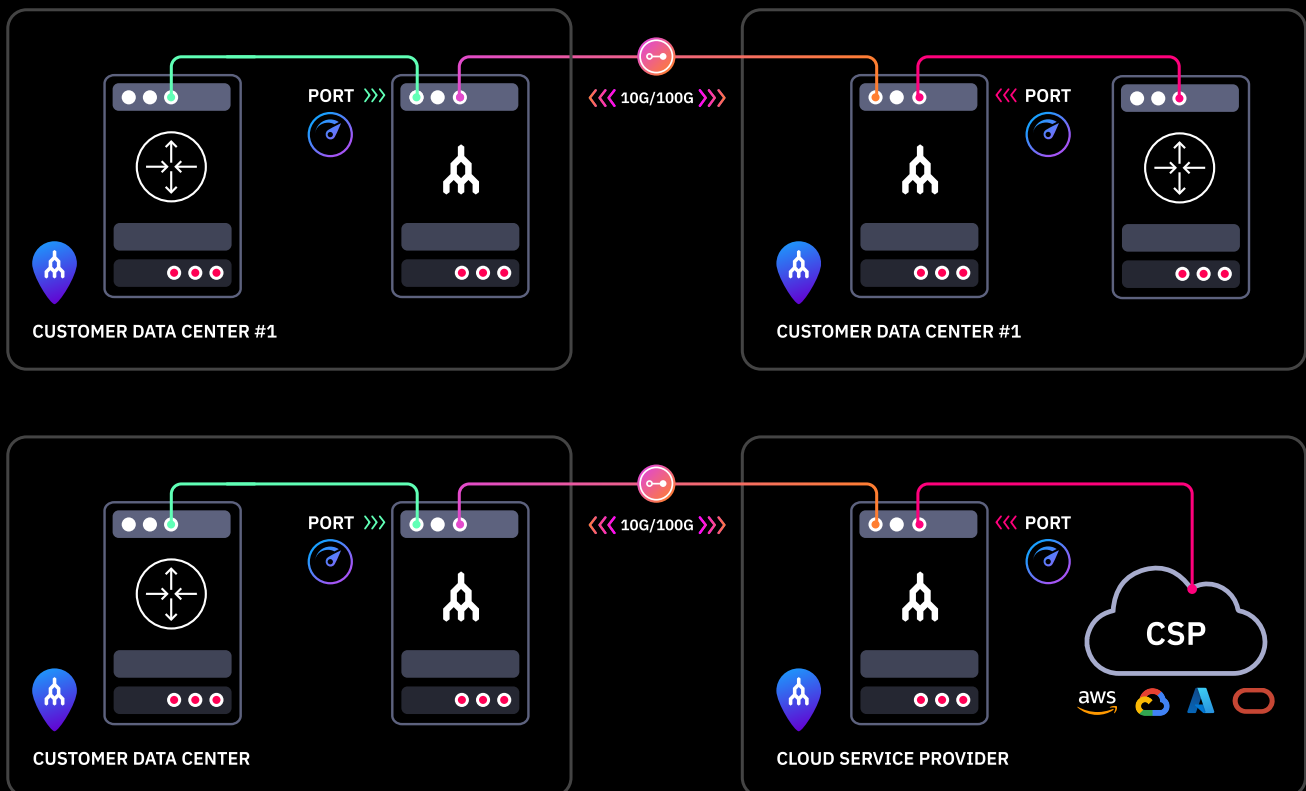 PORT
10G/100G
PORT
CUSTOMER DATA CENTER #1
CUSTOMER DATA CENTER #1
PORT
10G/100G
PORT
CSP
aws
CUSTOMER DATA CENTER
CLOUD SERVICE PROVIDER